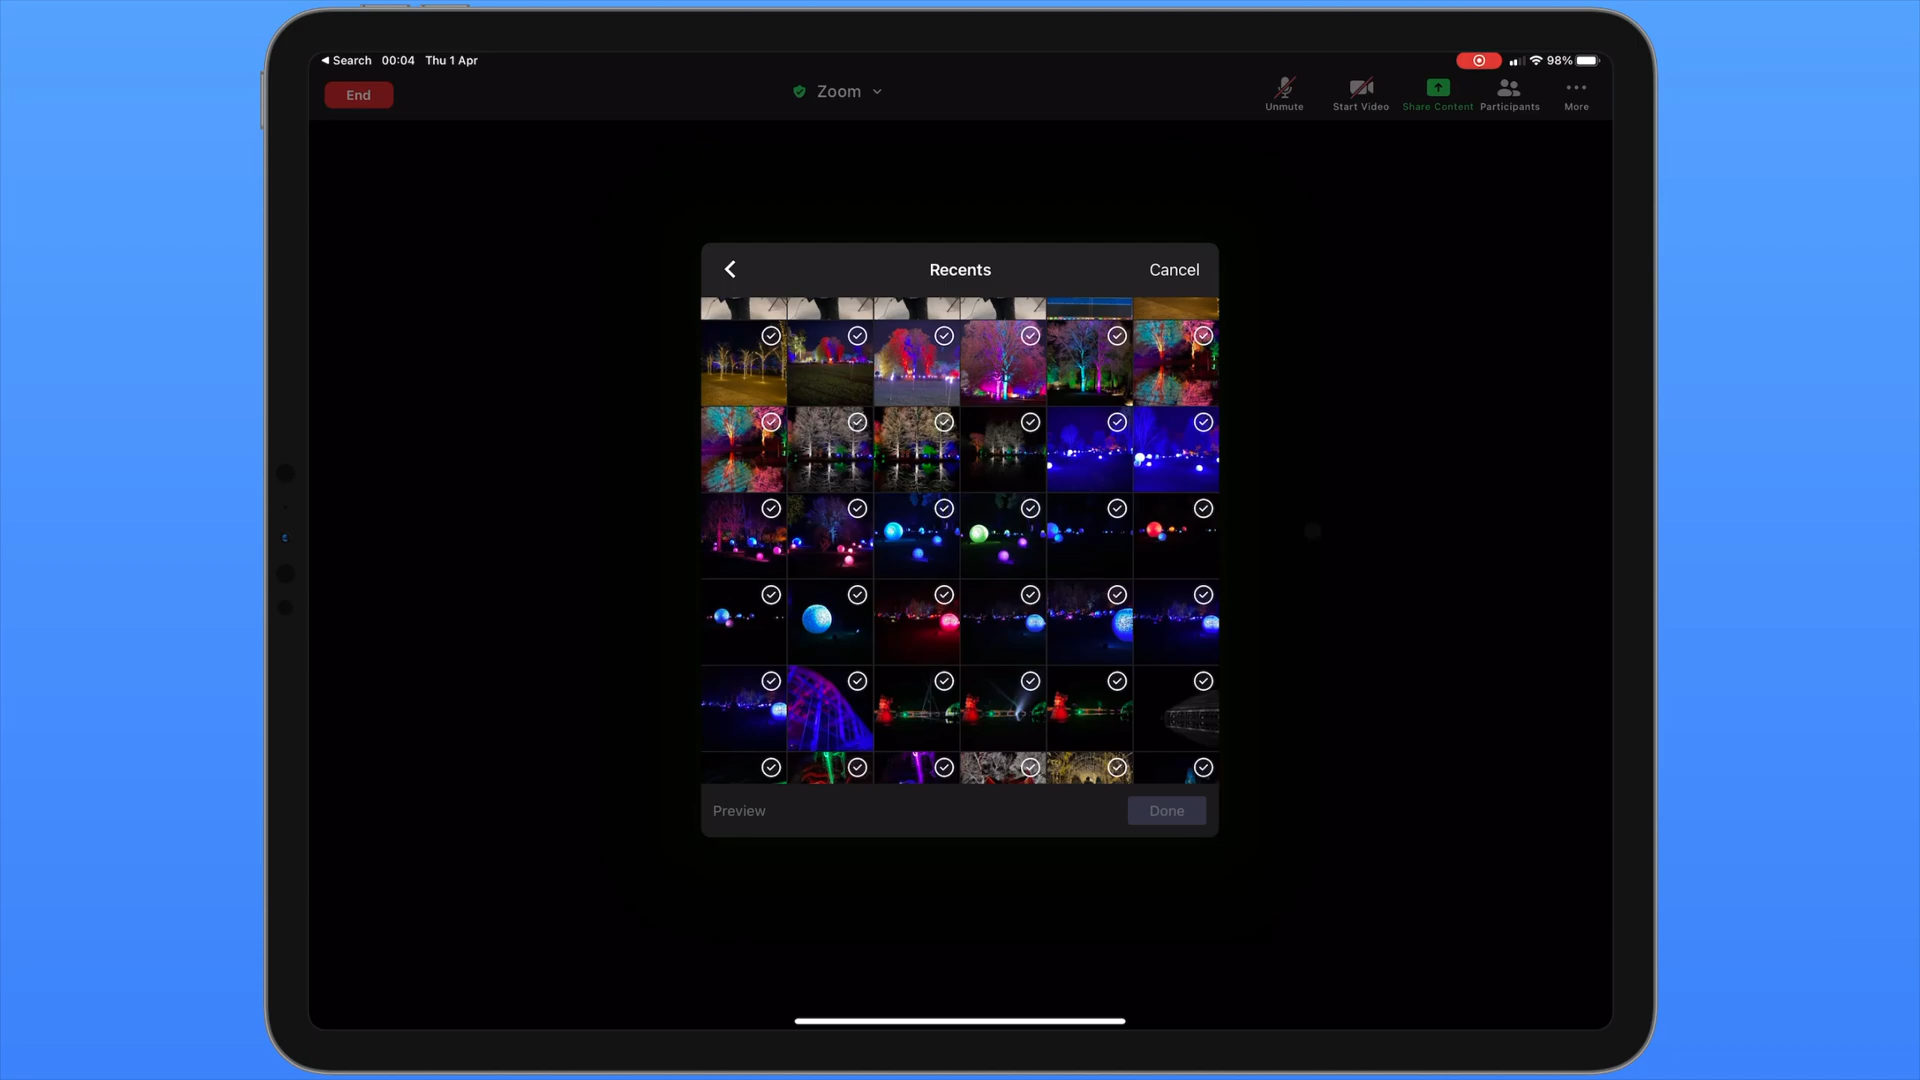 Search 00:04 Thu 1 Apr
98%
End
Zoom
Unmute
Start Video
Share Content
Participants
More
Recents
Cancel
Preview
Done